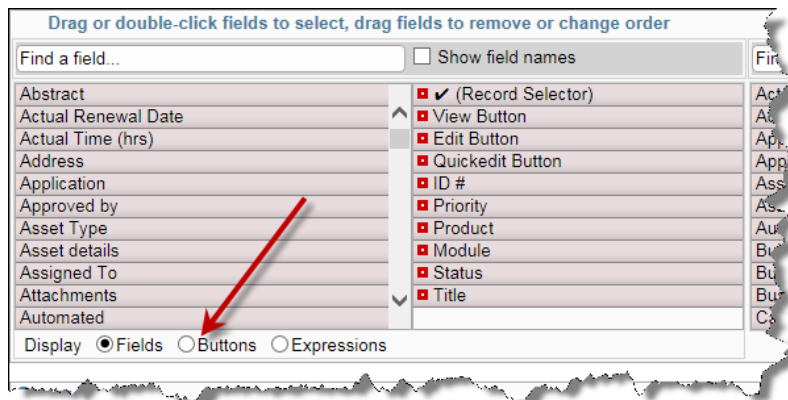 Drag or double-click fields to select, drag fields to remove or change order
Find a field...
Show field names
Abstract
Actual Renewal Date
Actual Time (hrs)
Address
Application
Approved by
Asset Type
Asset details
Assigned To
Attachments
Automated
✔ (Record Selector)
View Button
Edit Button
Quickedit Button
ID #
Priority
Product
Module
Status
Title
Display Fields Buttons Expressions